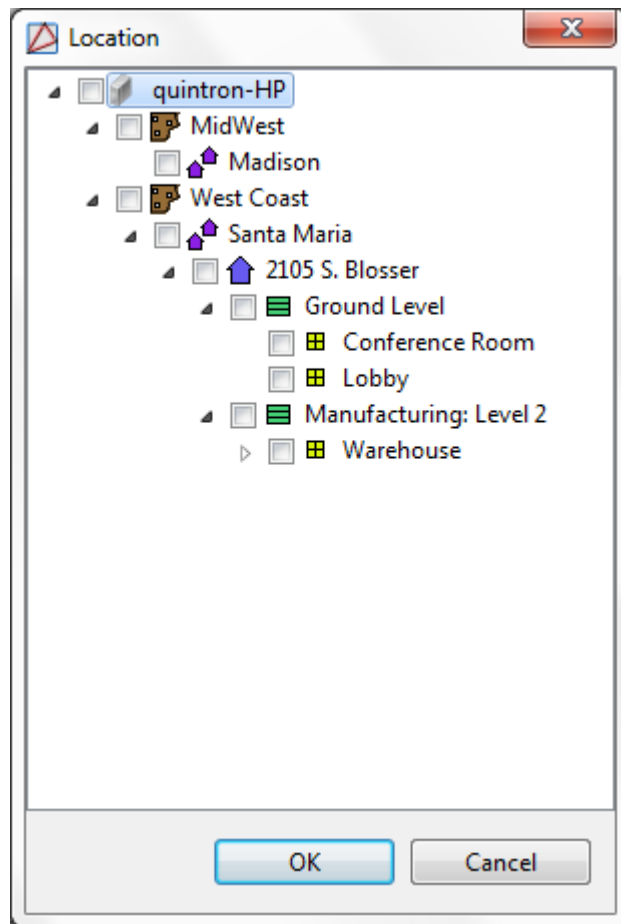 Location
quintron-HP
MidWest
Madison
West Coast
Santa Maria
2105 S. Blosser
Ground Level
Conference Room
Lobby
Manufacturing: Level 2
Warehouse
OK Cancel